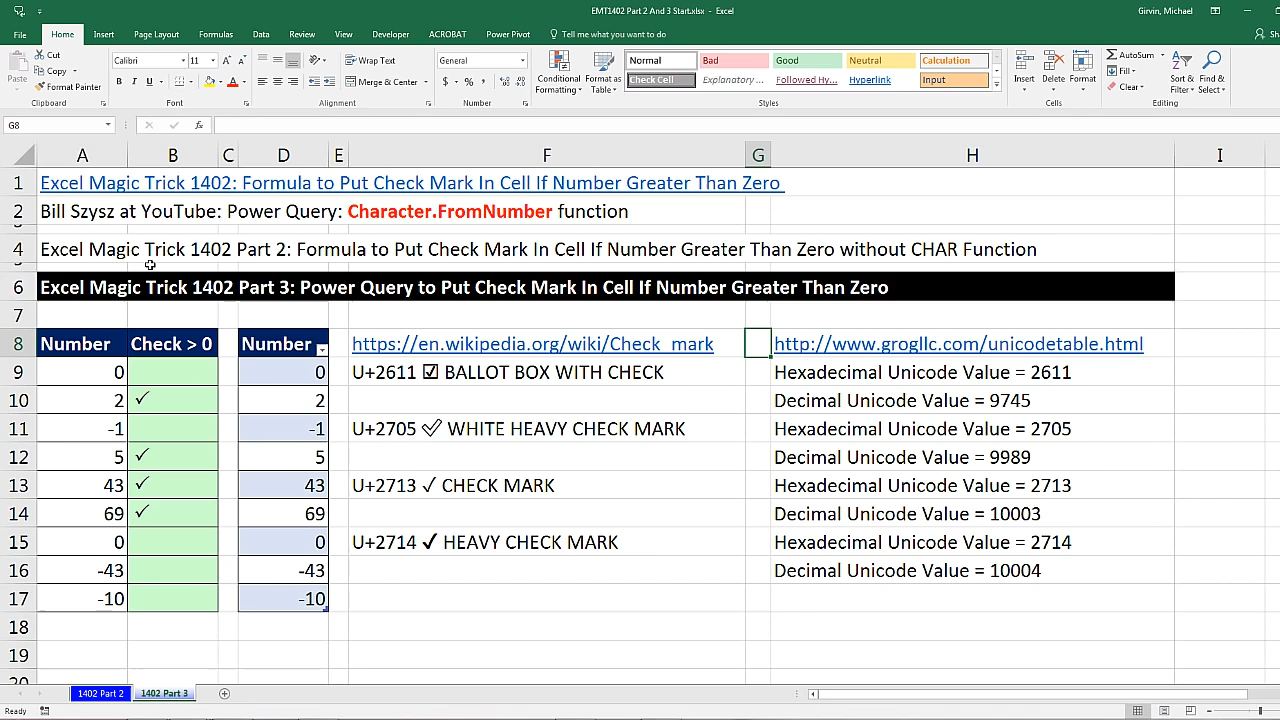 EMT1402 Part 2 And 3 Start.xlsx - Excel
Girvin, Michael
File Home Insert Page Layout Formulas Data Review View Developer ACROBAT Power Pivot Tell me what you want to do
Paste
Cut
Copy
Format Painter
Clipboard
Calibri 11
B I U
Font
Wrap Text
Merge & Center
Alignment
General
$ % ,
Number
Conditional Formatting
Format as Table
Normal Bad Good Neutral Calculation
Check Cell Explanatory ... Followed Hy... Hyperlink Input
Styles
Insert Delete Format
Cells
AutoSum
Fill
Clear
Sort & Filter
Find & Select
Editing
G8 fx
A B C D E F G H I
1 Excel Magic Trick 1402: Formula to Put Check Mark In Cell If Number Greater Than Zero
2 Bill Szysz at YouTube: Power Query: Character.FromNumber function
4 Excel Magic Trick 1402 Part 2: Formula to Put Check Mark In Cell If Number Greater Than Zero without CHAR Function
6 Excel Magic Trick 1402 Part 3: Power Query to Put Check Mark In Cell If Number Greater Than Zero
7
8 Number Check > 0 Number https://en.wikipedia.org/wiki/Check_mark http://www.grogllc.com/unicodetable.html
9 0 0 U+2611 ☑ BALLOT BOX WITH CHECK Hexadecimal Unicode Value = 2611
10 2 ✓ 2 Decimal Unicode Value = 9745
11 -1 -1 U+2705 ✅ WHITE HEAVY CHECK MARK Hexadecimal Unicode Value = 2705
12 5 ✓ 5 Decimal Unicode Value = 9989
13 43 ✓ 43 U+2713 ✓ CHECK MARK Hexadecimal Unicode Value = 2713
14 69 ✓ 69 Decimal Unicode Value = 10003
15 0 0 U+2714 ✔ HEAVY CHECK MARK Hexadecimal Unicode Value = 2714
16 -43 -43 Decimal Unicode Value = 10004
17 -10 -10
18
19
1402 Part 2 1402 Part 3
Ready